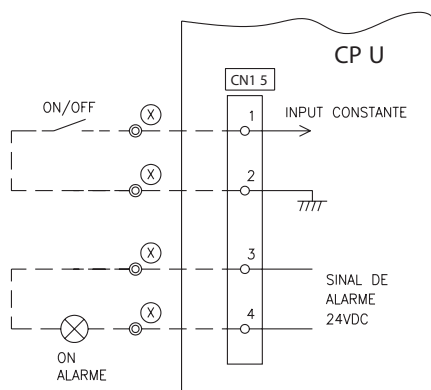 CP U
CN1 5
ON/OFF
X
1
INPUT CONSTANTE
X
2
X
3
SINAL DE
ALARME
24VDC
X
4
ON
ALARME